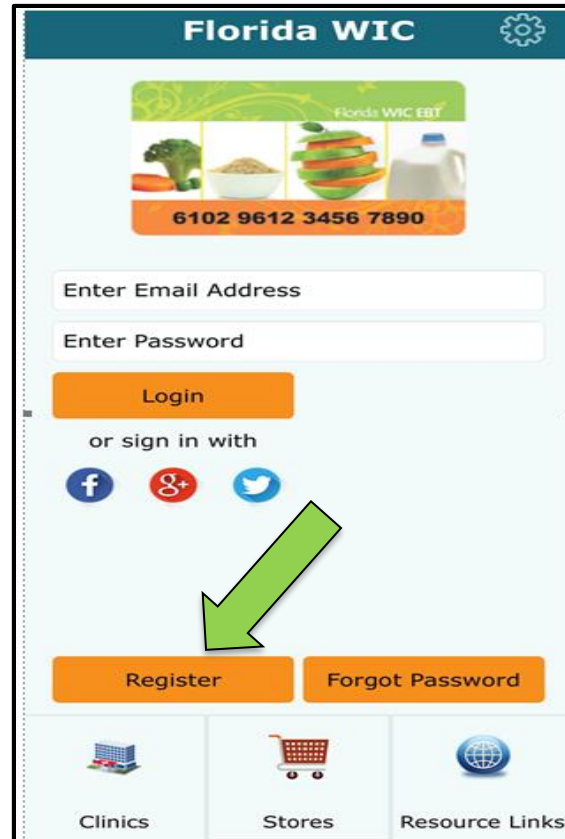 Florida WIC
Florida WIC EBT
6102 9612 3456 7890
Enter Email Address
Enter Password
Login
or sign in with
f 8+
Register Forgot Password
Clinics Stores Resource Links